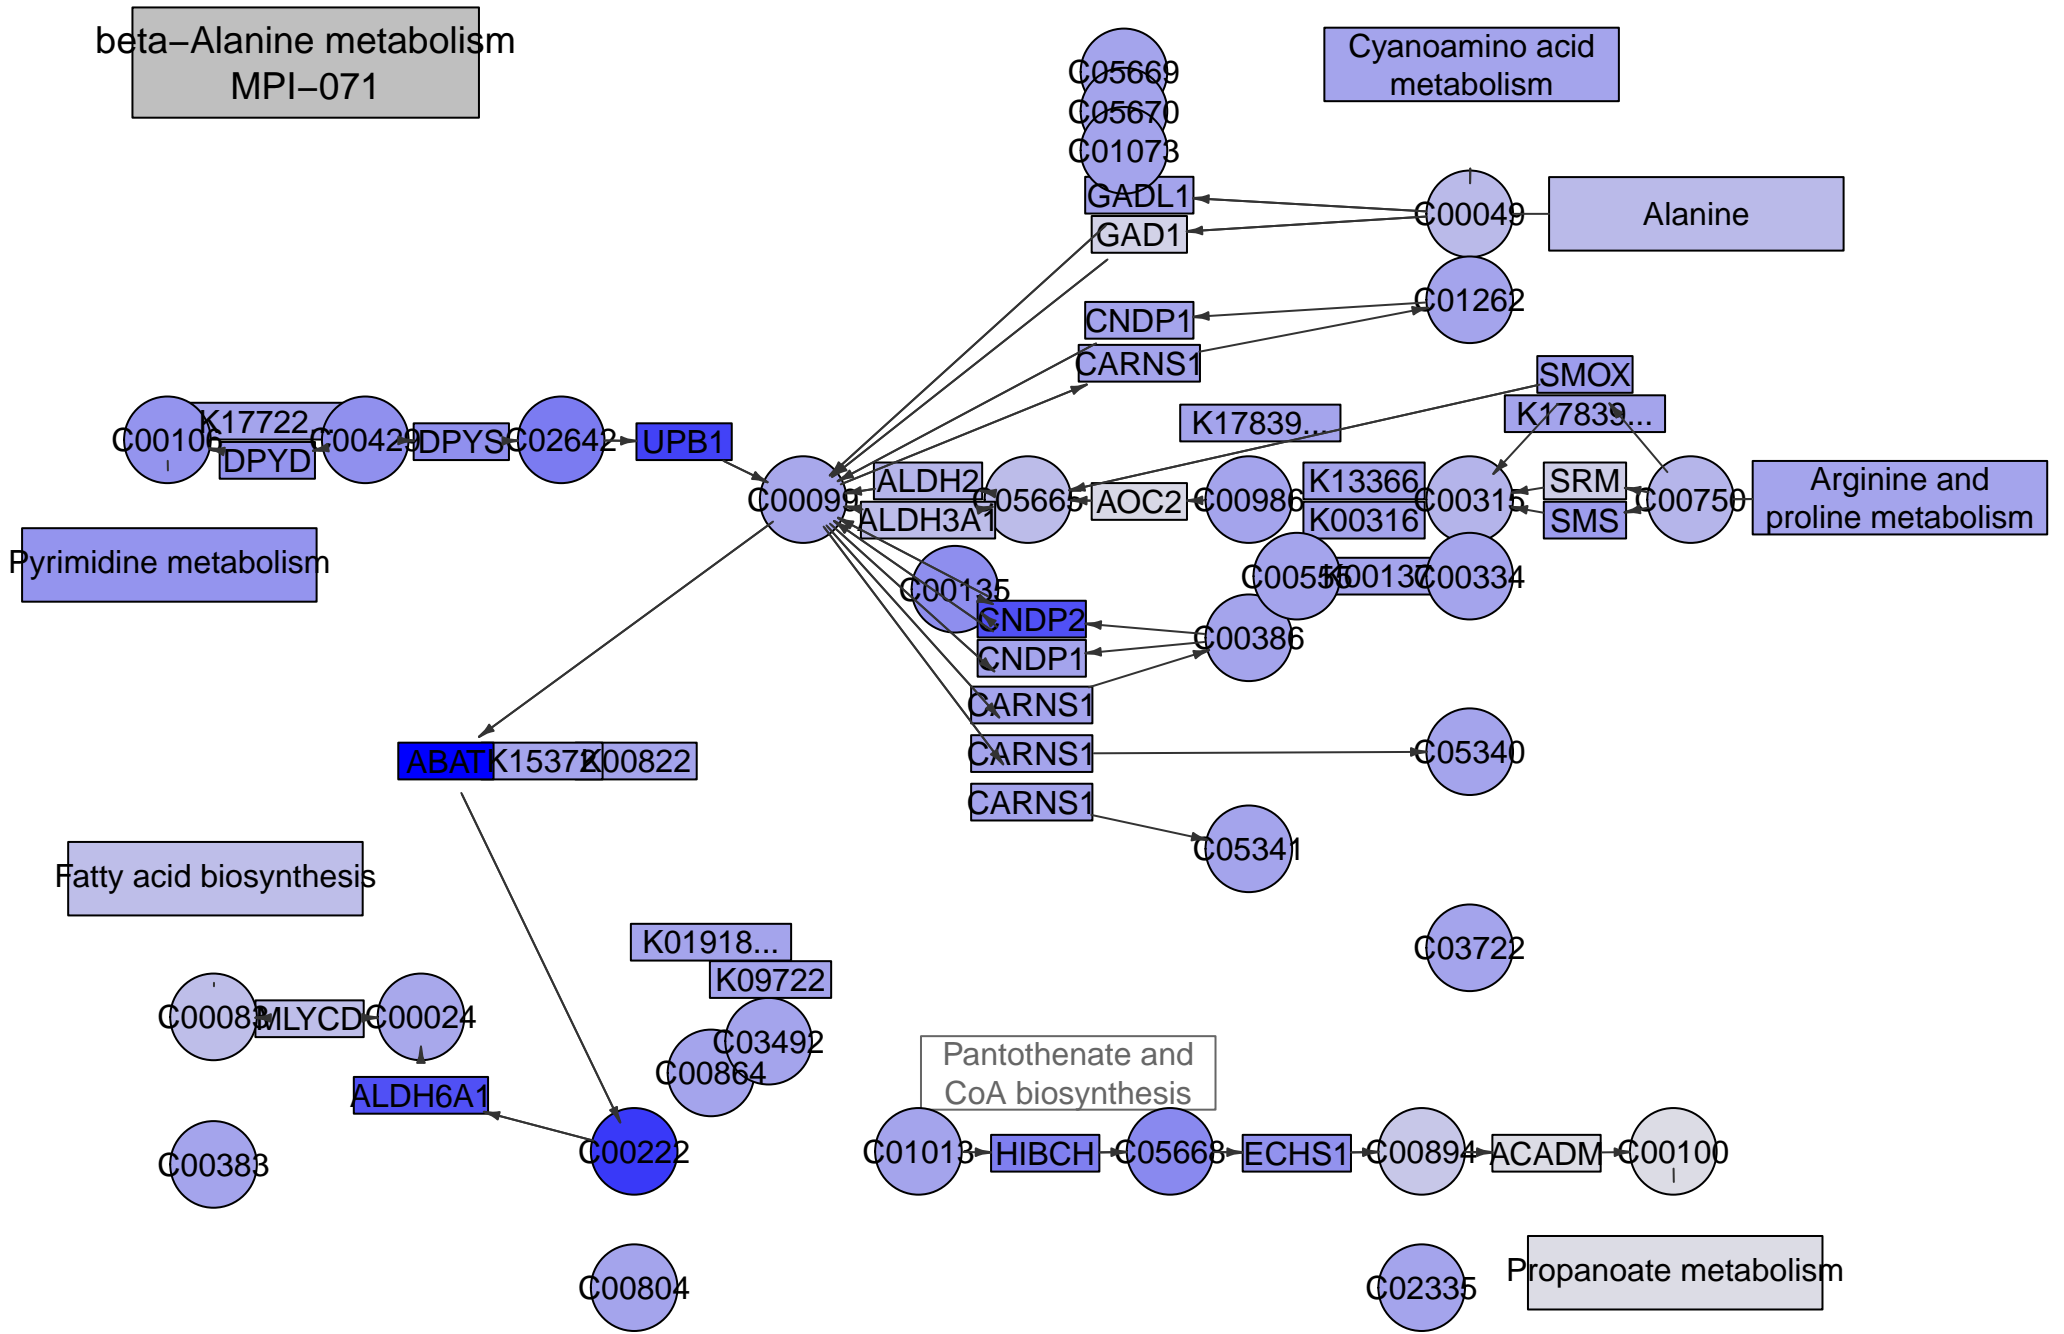 beta−Alanine metabolism
MPI−071
C05669
C05670
C01073
Cyanoamino acid
metabolism
GADL1
GAD1
C00049
Alanine
C01262
CNDP1
CARNS1
SMOX
K17839...
K17839...
C00106
K17722
DPYD
C00429
DPYS
C02642
UPB1
C00099
ALDH2
ALDH3A1
C05665
AOC2
C00986
K13366
K00316
C00315
SRM
SMS
C00750
Arginine and
proline metabolism
Pyrimidine metabolism
C00135
C00555
K00137
C00334
CNDP2
CNDP1
C00386
CARNS1
CARNS1
CARNS1
C05340
C05341
ABAT
K15372
K00822
Fatty acid biosynthesis
K01918...
K09722
C03722
C00083
MLYCD
C00024
C03492
C00864
ALDH6A1
Pantothenate and
CoA biosynthesis
C00383
C00222
C01013
HIBCH
C05668
ECHS1
C00894
ACADM
C00100
C00804
C02335
Propanoate metabolism